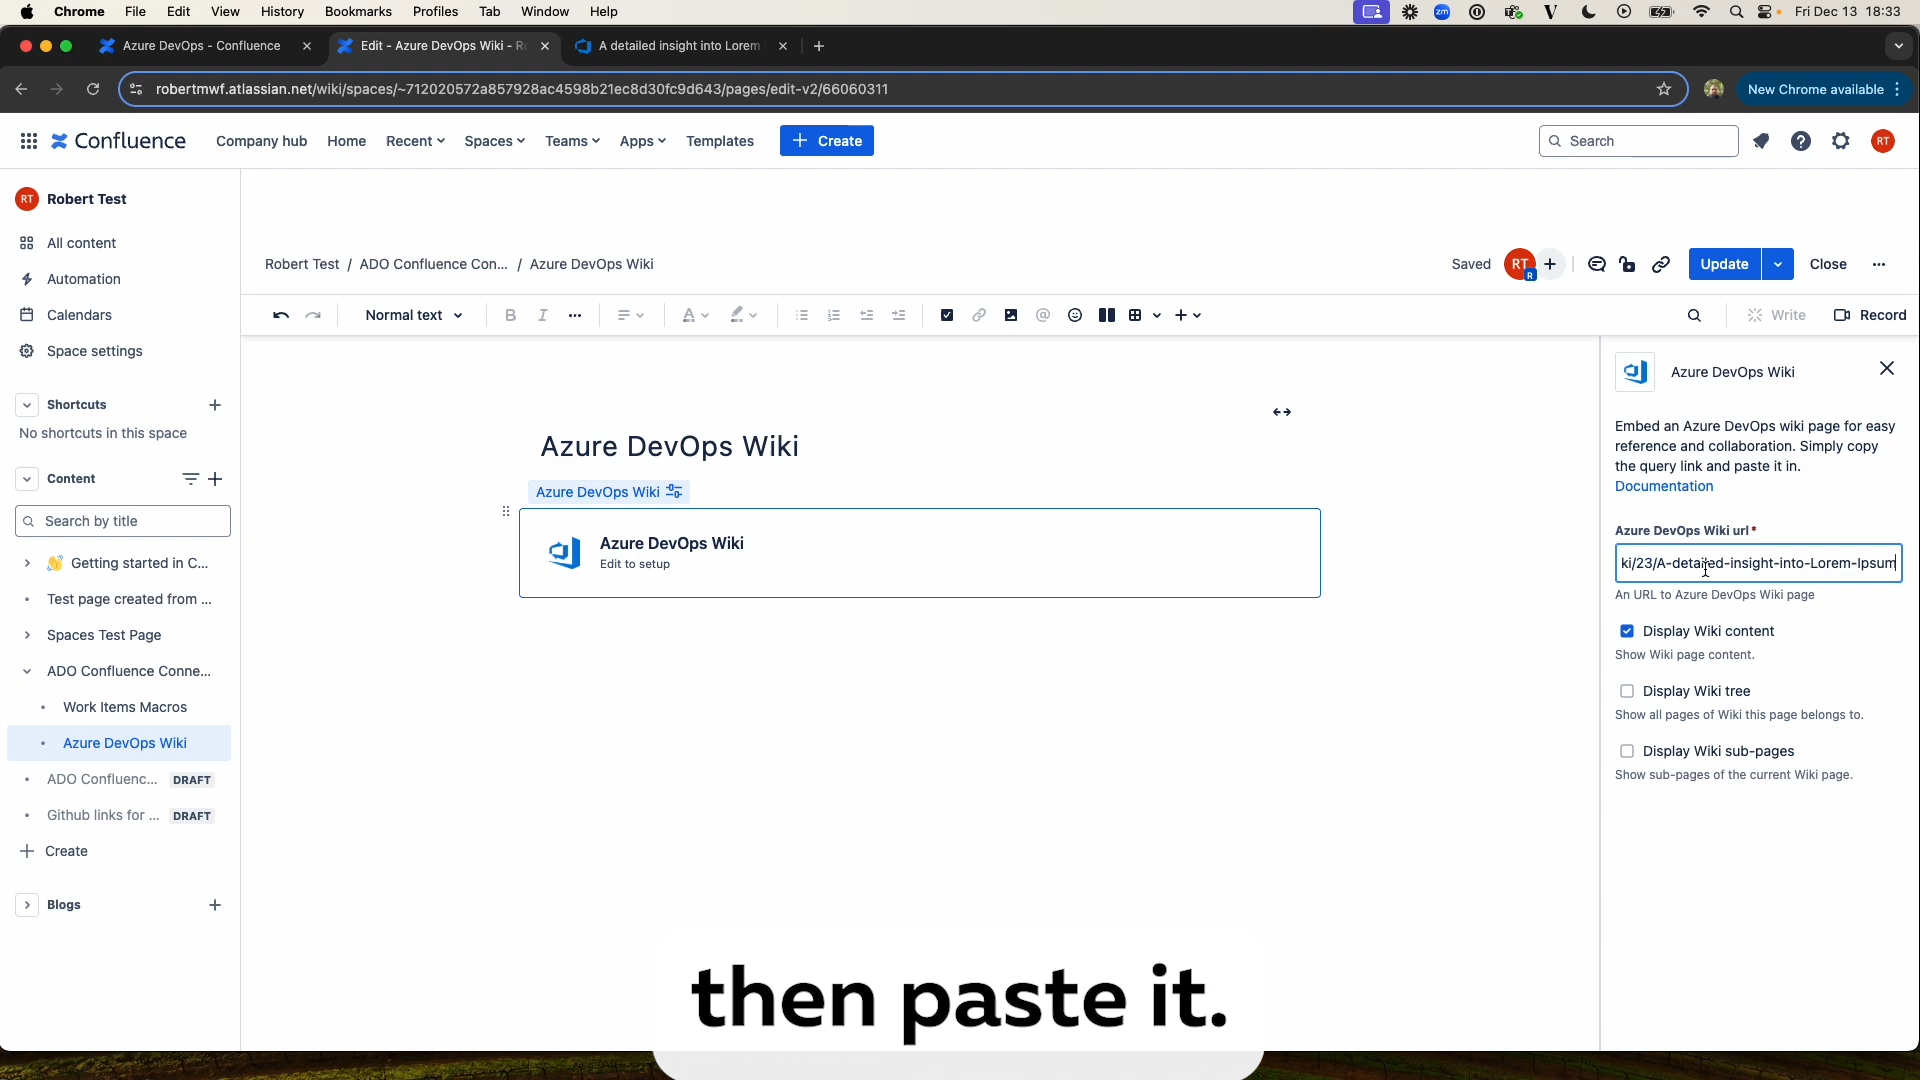 Chrome File Edit View History Bookmarks Profiles Tab Window Help
zm V Fri Dec 13 18:33
Azure DevOps - Confluence
Edit - Azure DevOps Wiki - R
A detailed insight into Lorem
robertmwf.atlassian.net/wiki/spaces/~712020572a857928ac4598b21ec8d30fc9d643/pages/edit-v2/66060311
New Chrome available
Confluence Company hub Home Recent Spaces Teams Apps Templates + Create
Search
RT
RT Robert Test
All content
Automation
Calendars
Space settings
Shortcuts
No shortcuts in this space
Content
Search by title
Getting started in C...
Test page created from ...
Spaces Test Page
ADO Confluence Conne...
Work Items Macros
Azure DevOps Wiki
ADO Confluenc... DRAFT
Github links for ... DRAFT
Create
Blogs
Robert Test / ADO Confluence Con... / Azure DevOps Wiki
Saved RT R Update Close
Normal text B I A Write Record
Azure DevOps Wiki
Azure DevOps Wiki
Azure DevOps Wiki
Edit to setup
Azure DevOps Wiki
Embed an Azure DevOps wiki page for easy
reference and collaboration. Simply copy
the query link and paste it in.
Documentation
Azure DevOps Wiki url*
ki/23/A-detailed-insight-into-Lorem-Ipsum
An URL to Azure DevOps Wiki page
Display Wiki content
Show Wiki page content.
Display Wiki tree
Show all pages of Wiki this page belongs to.
Display Wiki sub-pages
Show sub-pages of the current Wiki page.
then paste it.